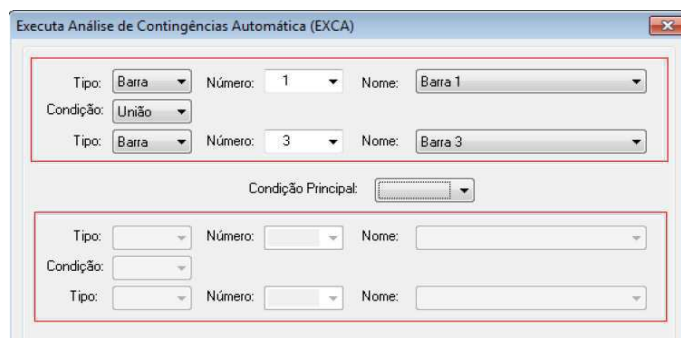 Executa Análise de Contingências Automática (EXCA)
Tipo: Barra Número: 1 Nome: Barra 1
Condição: União
Tipo: Barra Número: 3 Nome: Barra 3
Condição Principal:
Tipo: Número: Nome:
Condição:
Tipo: Número: Nome: